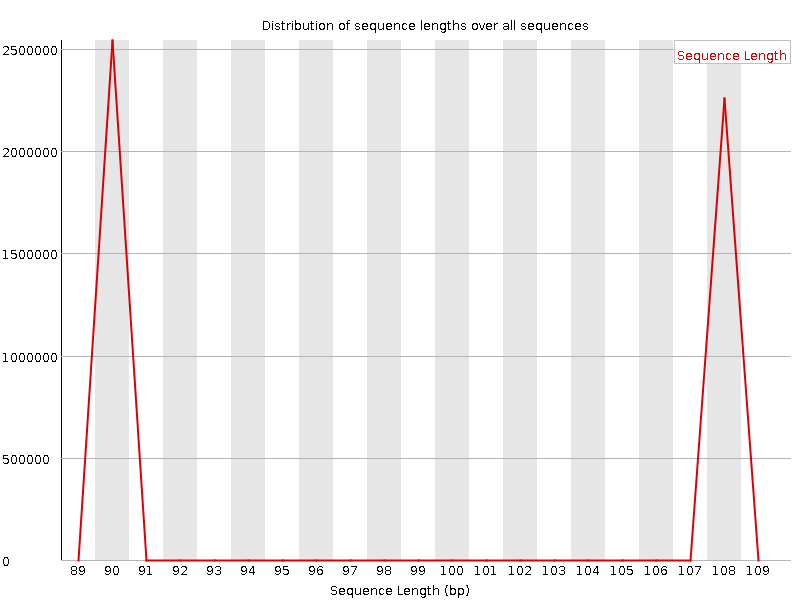 Distribution of sequence lengths over all sequences
Sequence Length
2500000
2000000
1500000
1000000
500000
0
89 90 91 92 93 94 95 96 97 98 99 100 101 102 103 104 105 106 107 108 109
Sequence Length (bp)